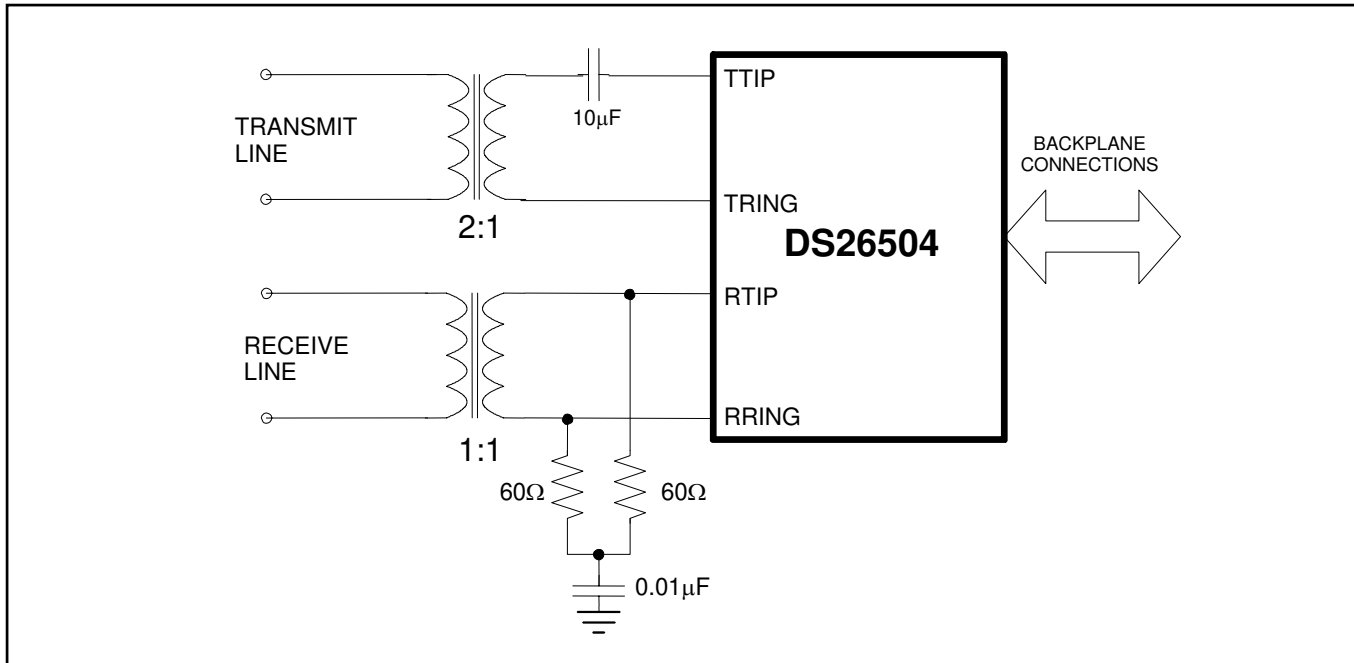 TTIP
10μF
TRANSMIT
LINE
BACKPLANE
CONNECTIONS
TRING
2:1
DS26504
RTIP
RECEIVE
LINE
RRING
1:1
60Ω
60Ω
0.01μF